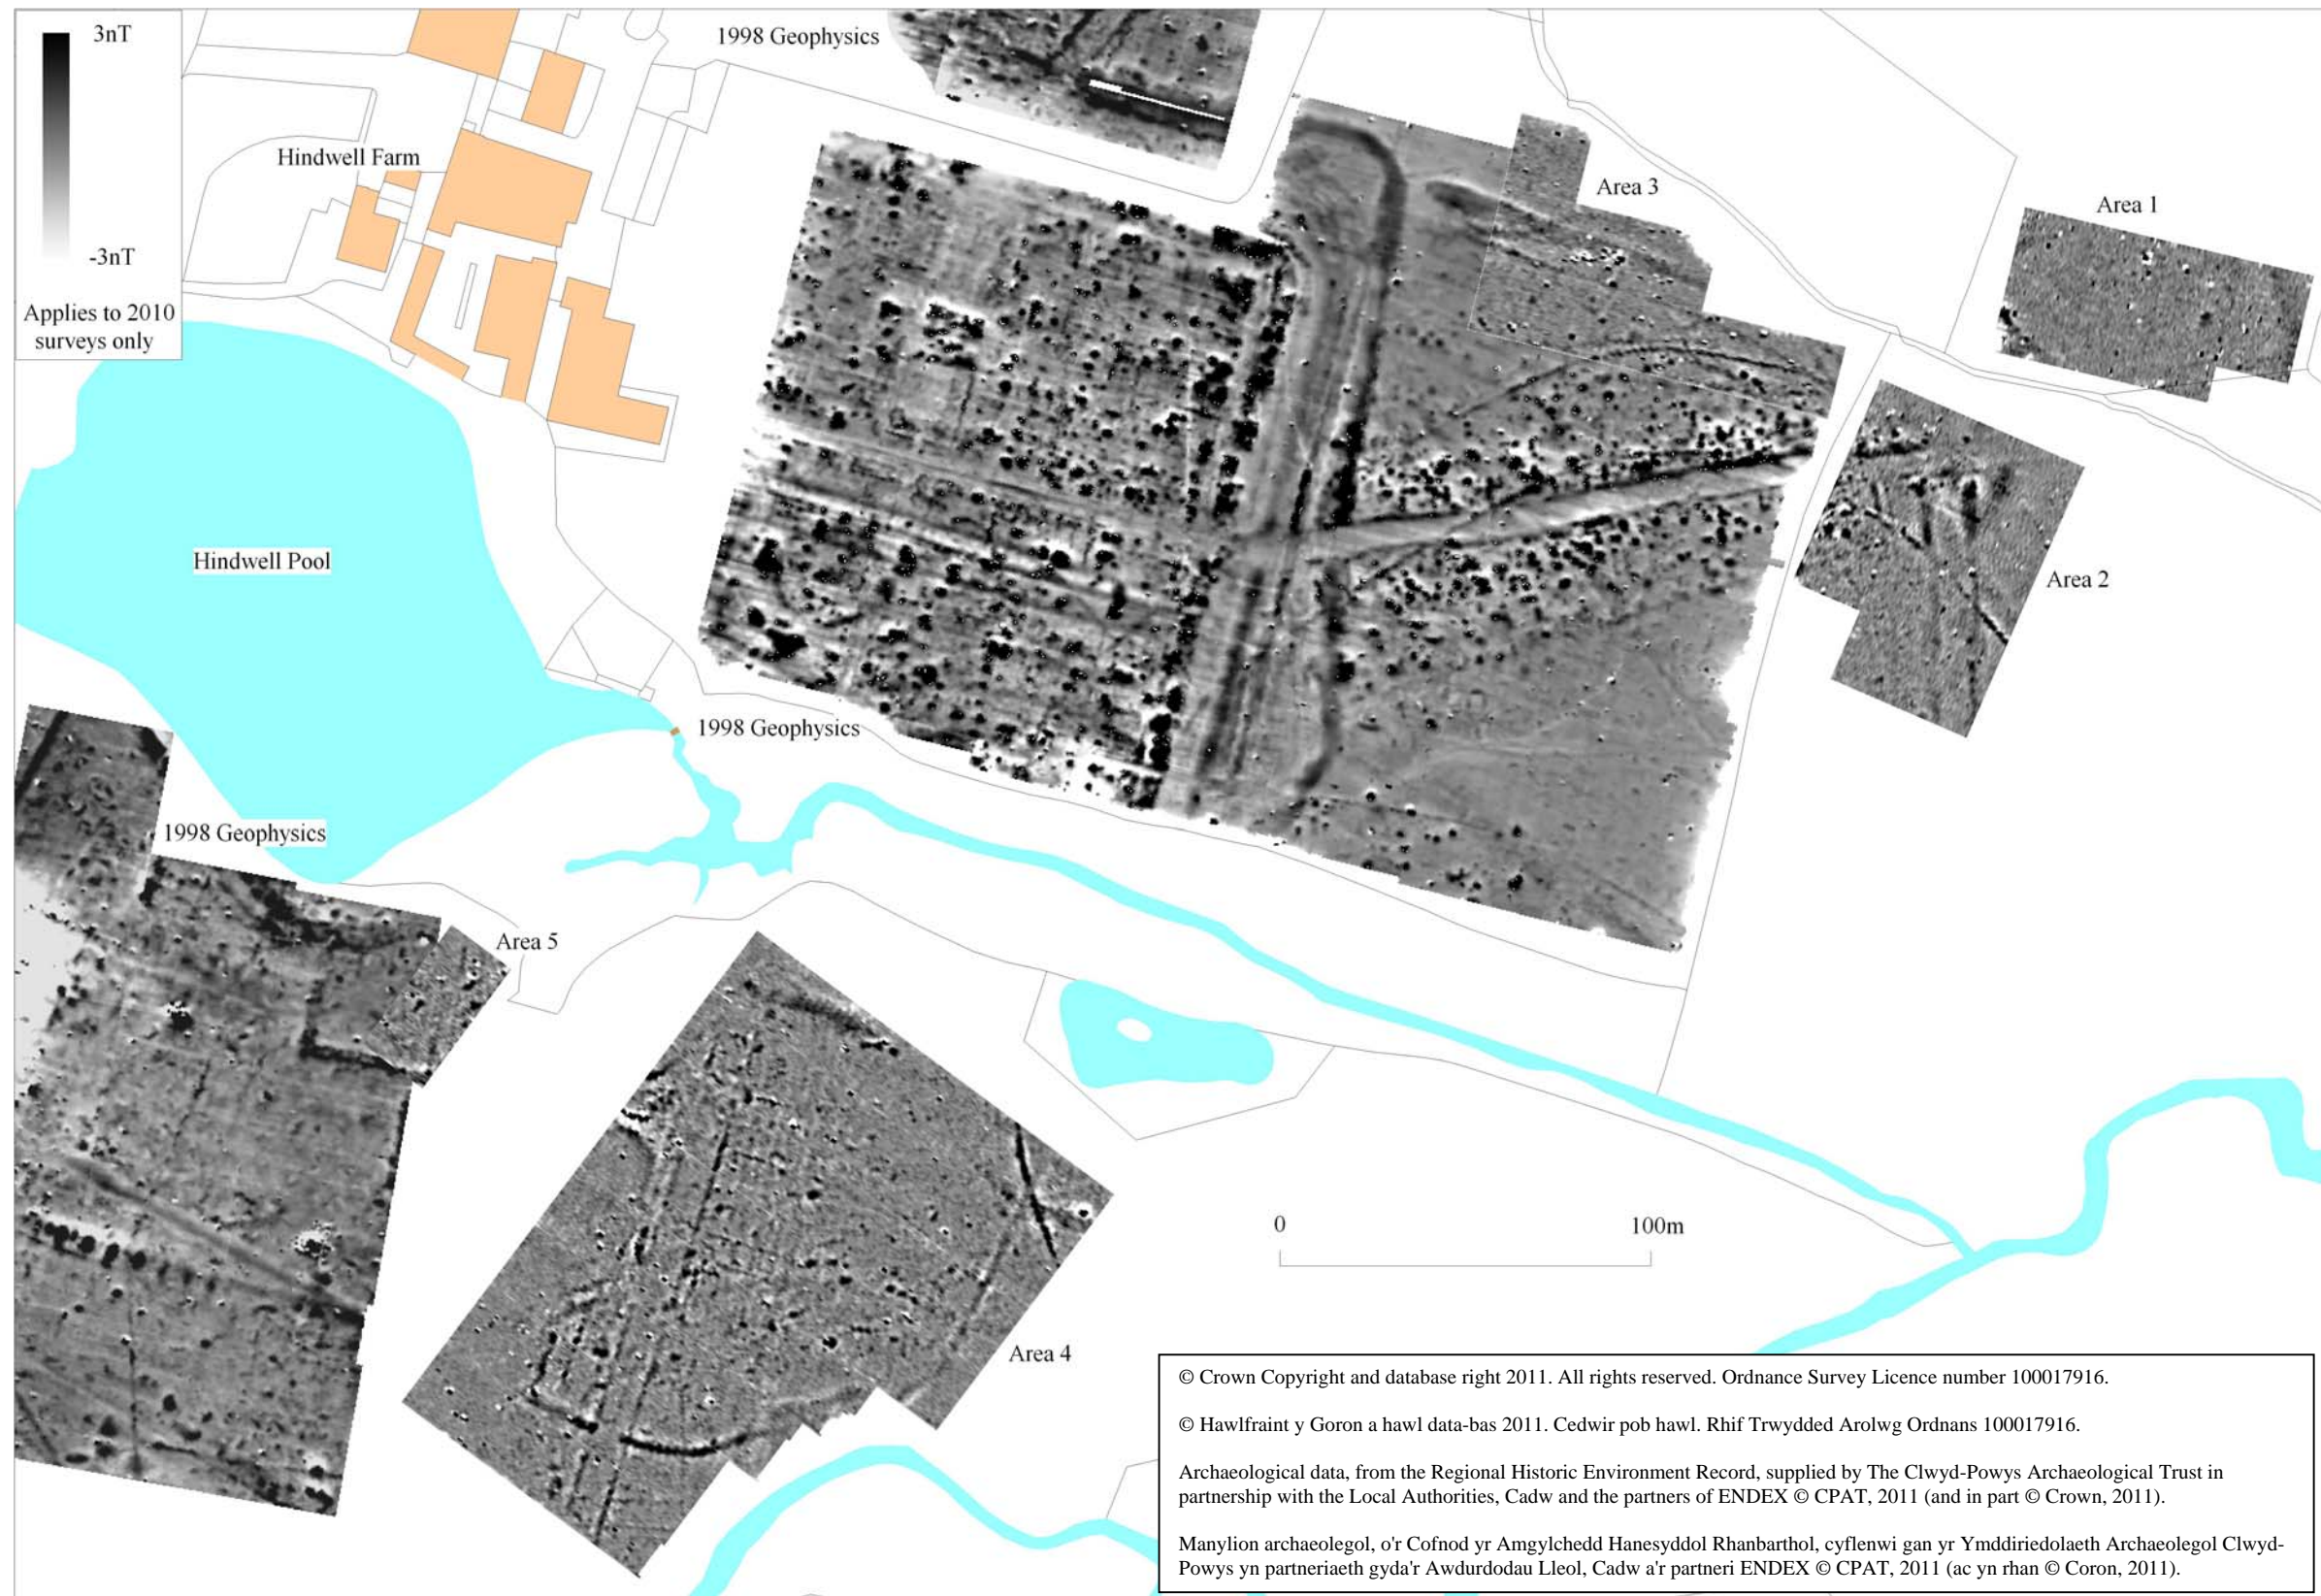 3nT
-3nT
Applies to 2010
surveys only
1998 Geophysics
Hindwell Farm
Area 3
Area 1
Hindwell Pool
Area 2
1998 Geophysics
1998 Geophysics
Area 5
0
100m
Area 4
© Crown Copyright and database right 2011. All rights reserved. Ordnance Survey Licence number 100017916.
© Hawlfraint y Goron a hawl data-bas 2011. Cedwir pob hawl. Rhif Trwydded Arolwg Ordnans 100017916.
Archaeological data, from the Regional Historic Environment Record, supplied by The Clwyd-Powys Archaeological Trust in
partnership with the Local Authorities, Cadw and the partners of ENDEX © CPAT, 2011 (and in part © Crown, 2011).
Manylion archaeolegol, o'r Cofnod yr Amgylchedd Hanesyddol Rhanbarthol, cyflenwi gan yr Ymddiriedolaeth Archaeolegol Clwyd-
Powys yn partneriaeth gyda'r Awdurdodau Lleol, Cadw a'r partneri ENDEX © CPAT, 2011 (ac yn rhan © Coron, 2011).